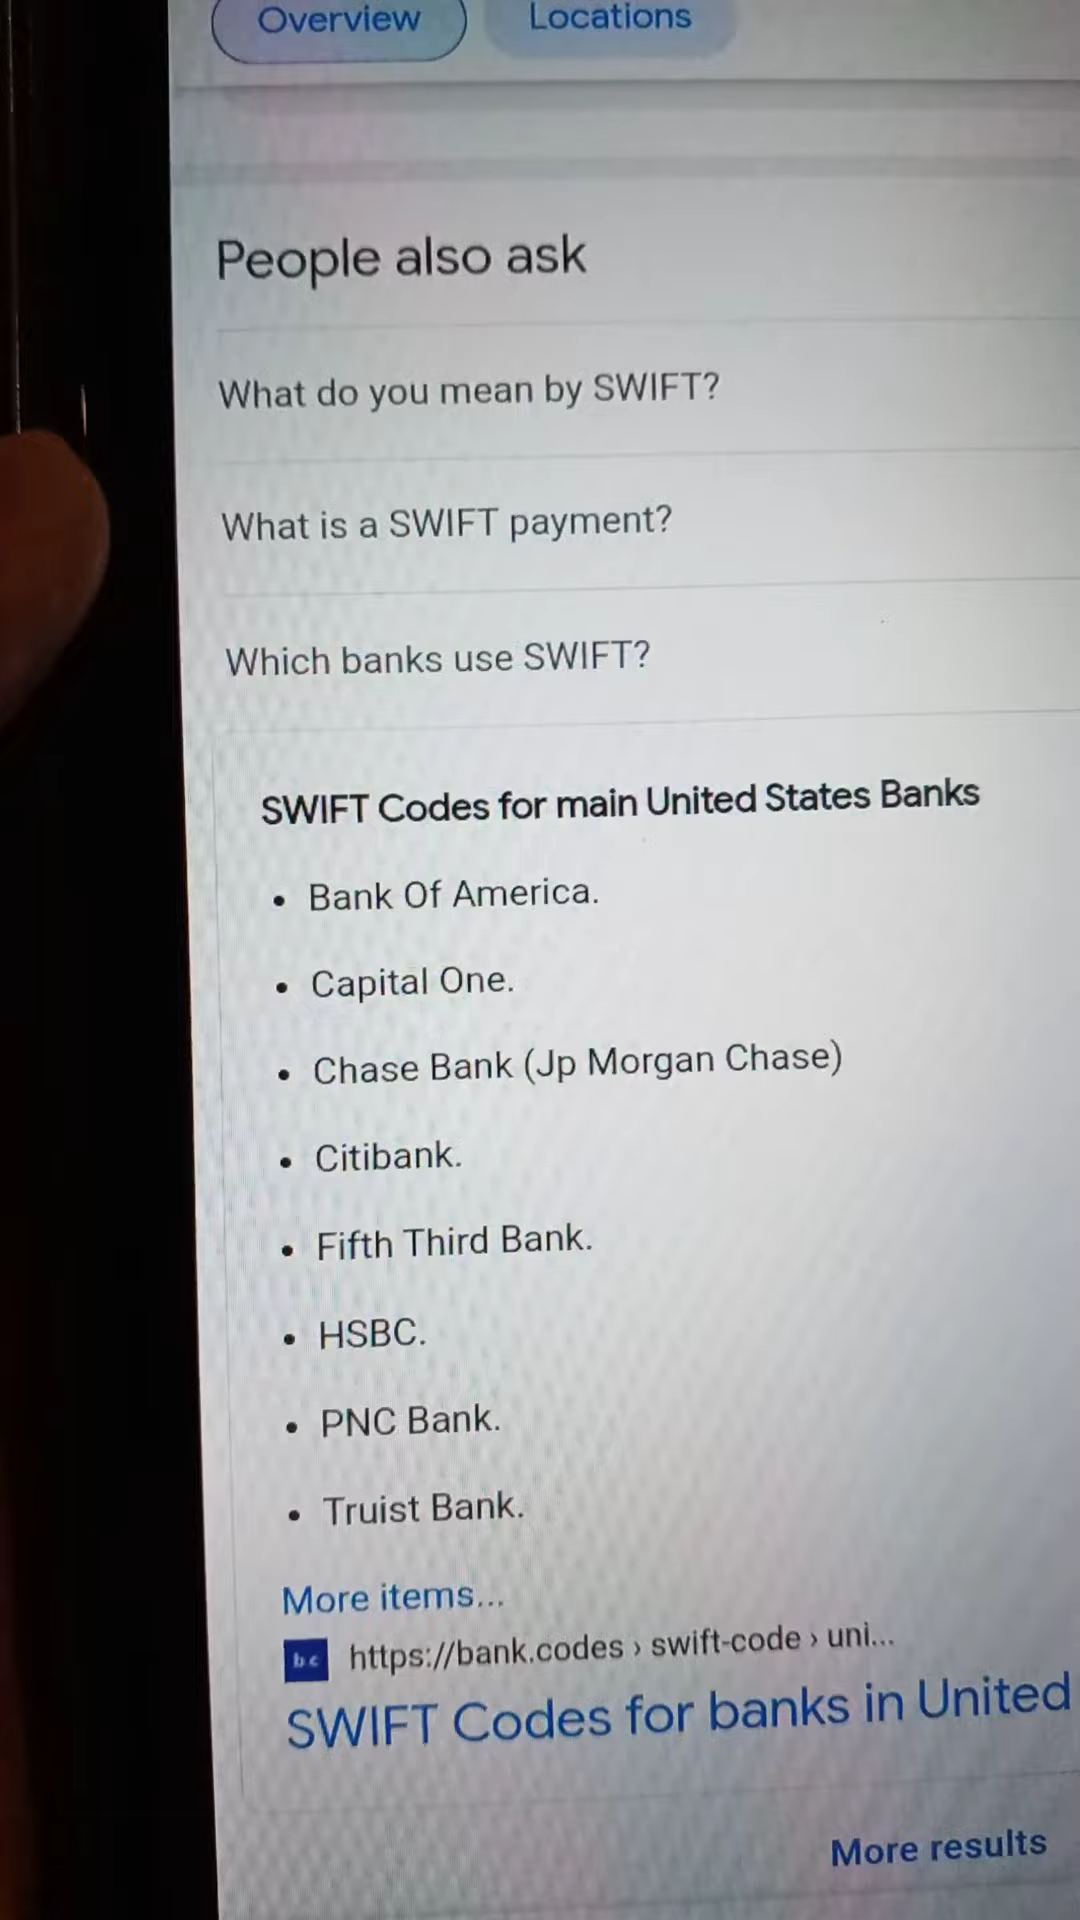 Overview
Locations
People also ask
What do you mean by SWIFT?
What is a SWIFT payment?
Which banks use SWIFT?
SWIFT Codes for main United States Banks
• Bank Of America.
• Capital One.
• Chase Bank (Jp Morgan Chase)
• Citibank.
• Fifth Third Bank.
• HSBC.
• PNC Bank.
• Truist Bank.
More items...
bc https://bank.codes › swift-code › uni...
SWIFT Codes for banks in United
More results